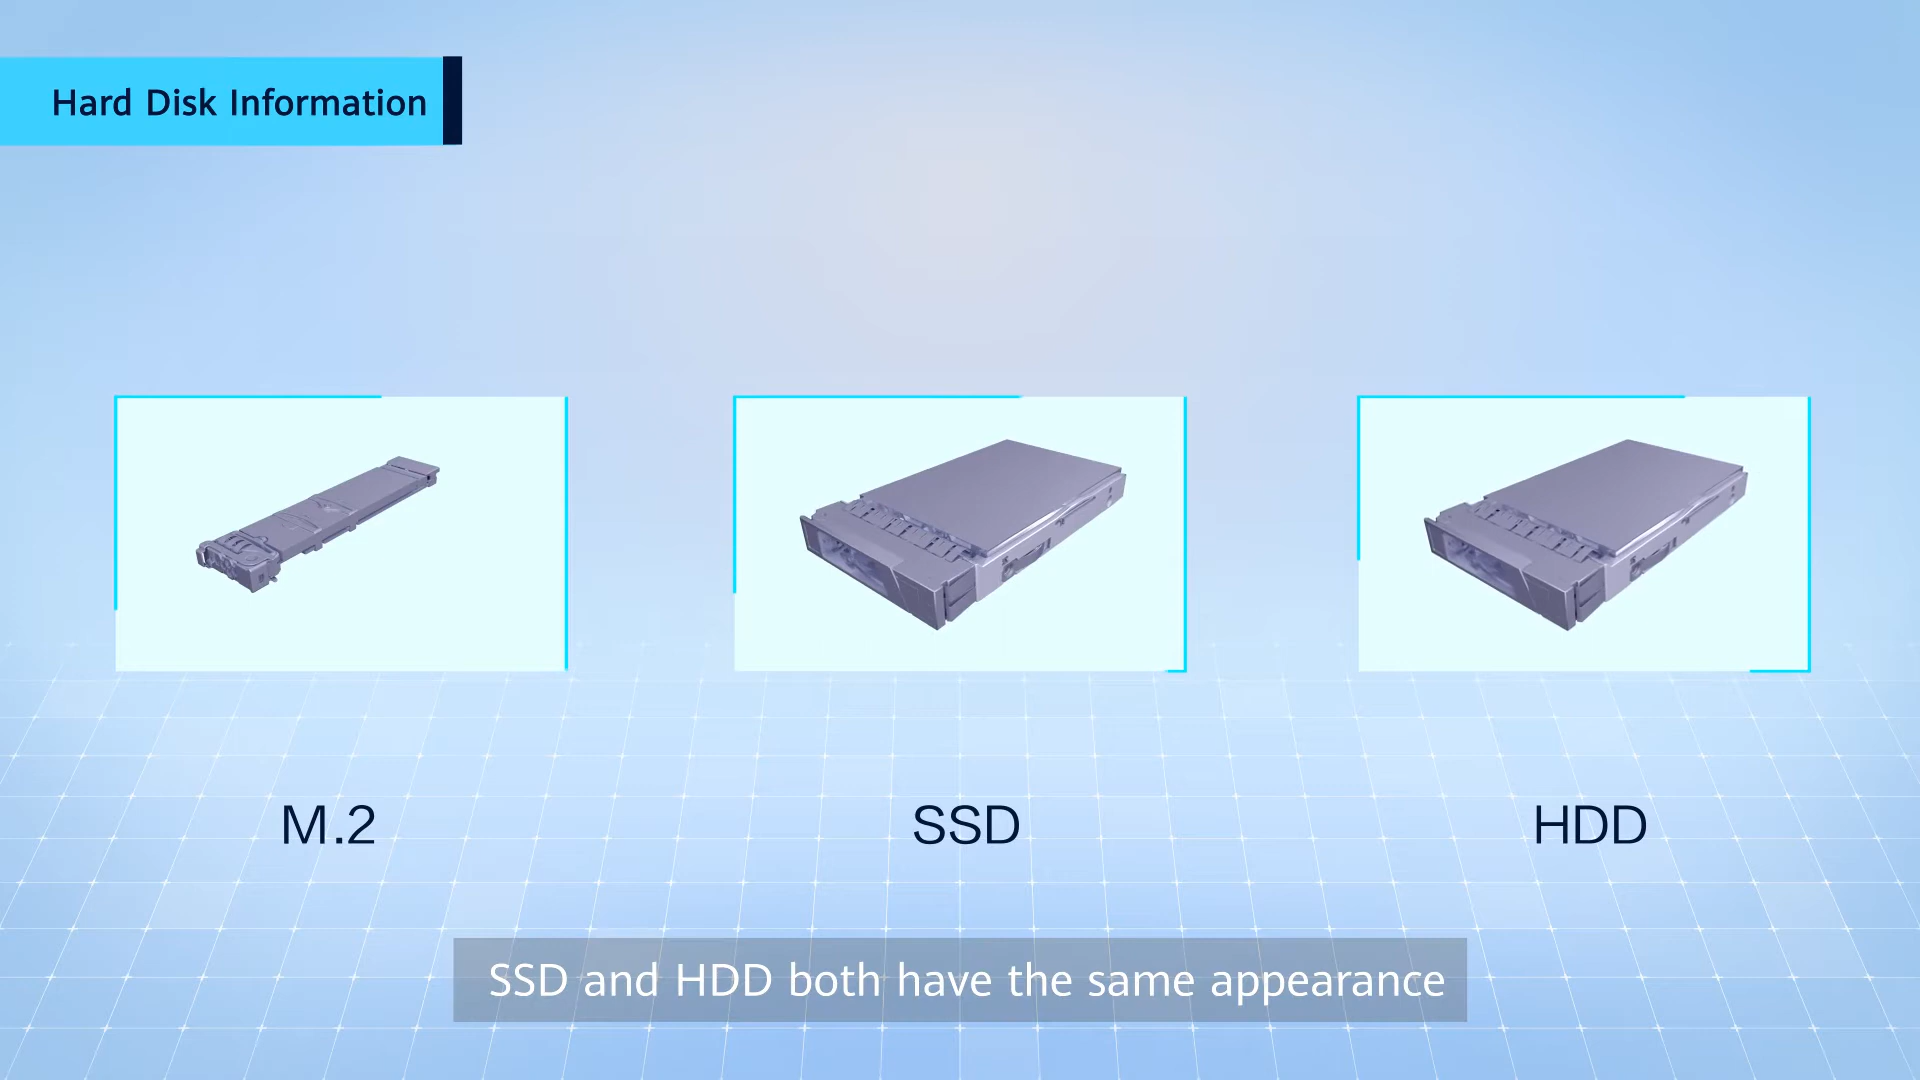 Hard Disk Information
M.2
SSD
HDD
SSD and HDD both have the same appearance